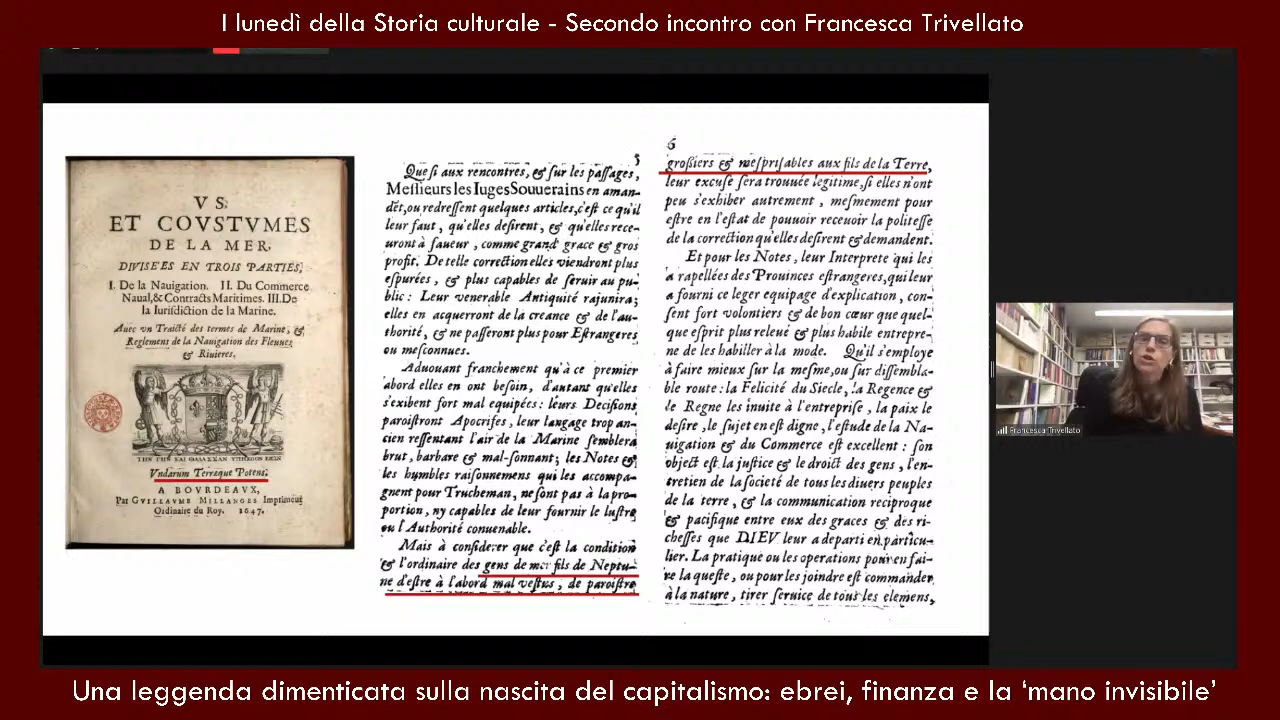 I lunedì della Storia culturale - Secondo incontro con Francesca Trivellato
VS,
ET COVSTVMES
DE LA MER,
DIVISE'ES EN TROIS PARTIES,
I. De la Nauigation. II. Du Commerce
Naual,& Contracts Maritimes. III. De
la Iurisdiction de la Marine.
Auec vn Traicté des termes de Marine, &
Reglemens de la Nauigation des Fleuues
& Riuieres.
Vndarum Terræque Potens.
A BOVRDEAVX,
Par GVILLAVME MILLANGES Imprimeur
Ordinaire du Roy. 1647.
5
Que si aux rencontres, & sur les passages,
Messieurs les Iuges Souuerains en aman-
dẽt, ou redressent quelques articles, c'est ce qu'il
leur faut, qu'elles desirent, & qu'elles rece-
uront à faueur, comme grand grace & gros
profit. De telle correction elles viendront plus
espurées, & plus capables de seruir au pu-
blic: Leur venerable Antiquité rajunira;
elles en acquerront de la creance & de l'au-
thorité, & ne passeront plus pour Estrangeres
ou mesconnues.
Aduouant franchement qu'à ce premier
abord elles en ont besoin, d'autant qu'elles
s'exibent fort mal equipées: leurs Decisions
paroistront Apocrifes, leur langage trop an-
cien ressentant l'air de la Marine semblera
brut, barbare & mal-sonnant; les Notes &
les humbles raisonnemens qui les accompa-
gnent pour Trucheman, ne sont pas à la pro-
portion, ny capables de leur fournir le lustre
ou l'Authorité conuenable.
Mais à considerer que c'est la condition
& l'ordinaire des gens de mer fils de Neptu-
ne d'estre à l'abord mal vestus, de paroistre
6
grossiers & mesprisables aux fils de la Terre,
leur excuse sera trouuée legitime, si elles n'ont
peu s'exhiber autrement, mesmement pour
estre en l'estat de pouuoir receuoir la politesse
de la correction qu'elles desirent & demandent.
Et pour les Notes, leur Interprete qui les
a rapellées des Prouinces estrangeres, qui leur
a fourni ce leger equipage d'explication, con-
sent fort volontiers & de bon cœur que quel-
que esprit plus releué & plus habile entrepre-
ne de les habiller à la mode. Qu'il s'employe
à faire mieux sur la mesme, ou sur dissembla-
ble route: la Felicité du Siecle, la Regence &
le Regne les inuite à l'entreprise, la paix le
desire, le sujet en est digne, l'estude de la Na-
uigation & du Commerce est excellent: son
object est la justice & le droict des gens, l'en-
tretien de la societé de tous les diuers peuples
de la terre, & la communication reciproque
& pacifique entre eux des graces & des ri-
chesses que DIEV leur a departi en particu-
lier. La pratique ou les operations pour en fai-
re la queste, ou pour les joindre est commander
à la nature, tirer seruice de tous les elemens,
Francesca Trivellato
Una leggenda dimenticata sulla nascita del capitalismo: ebrei, finanza e la 'mano invisibile'